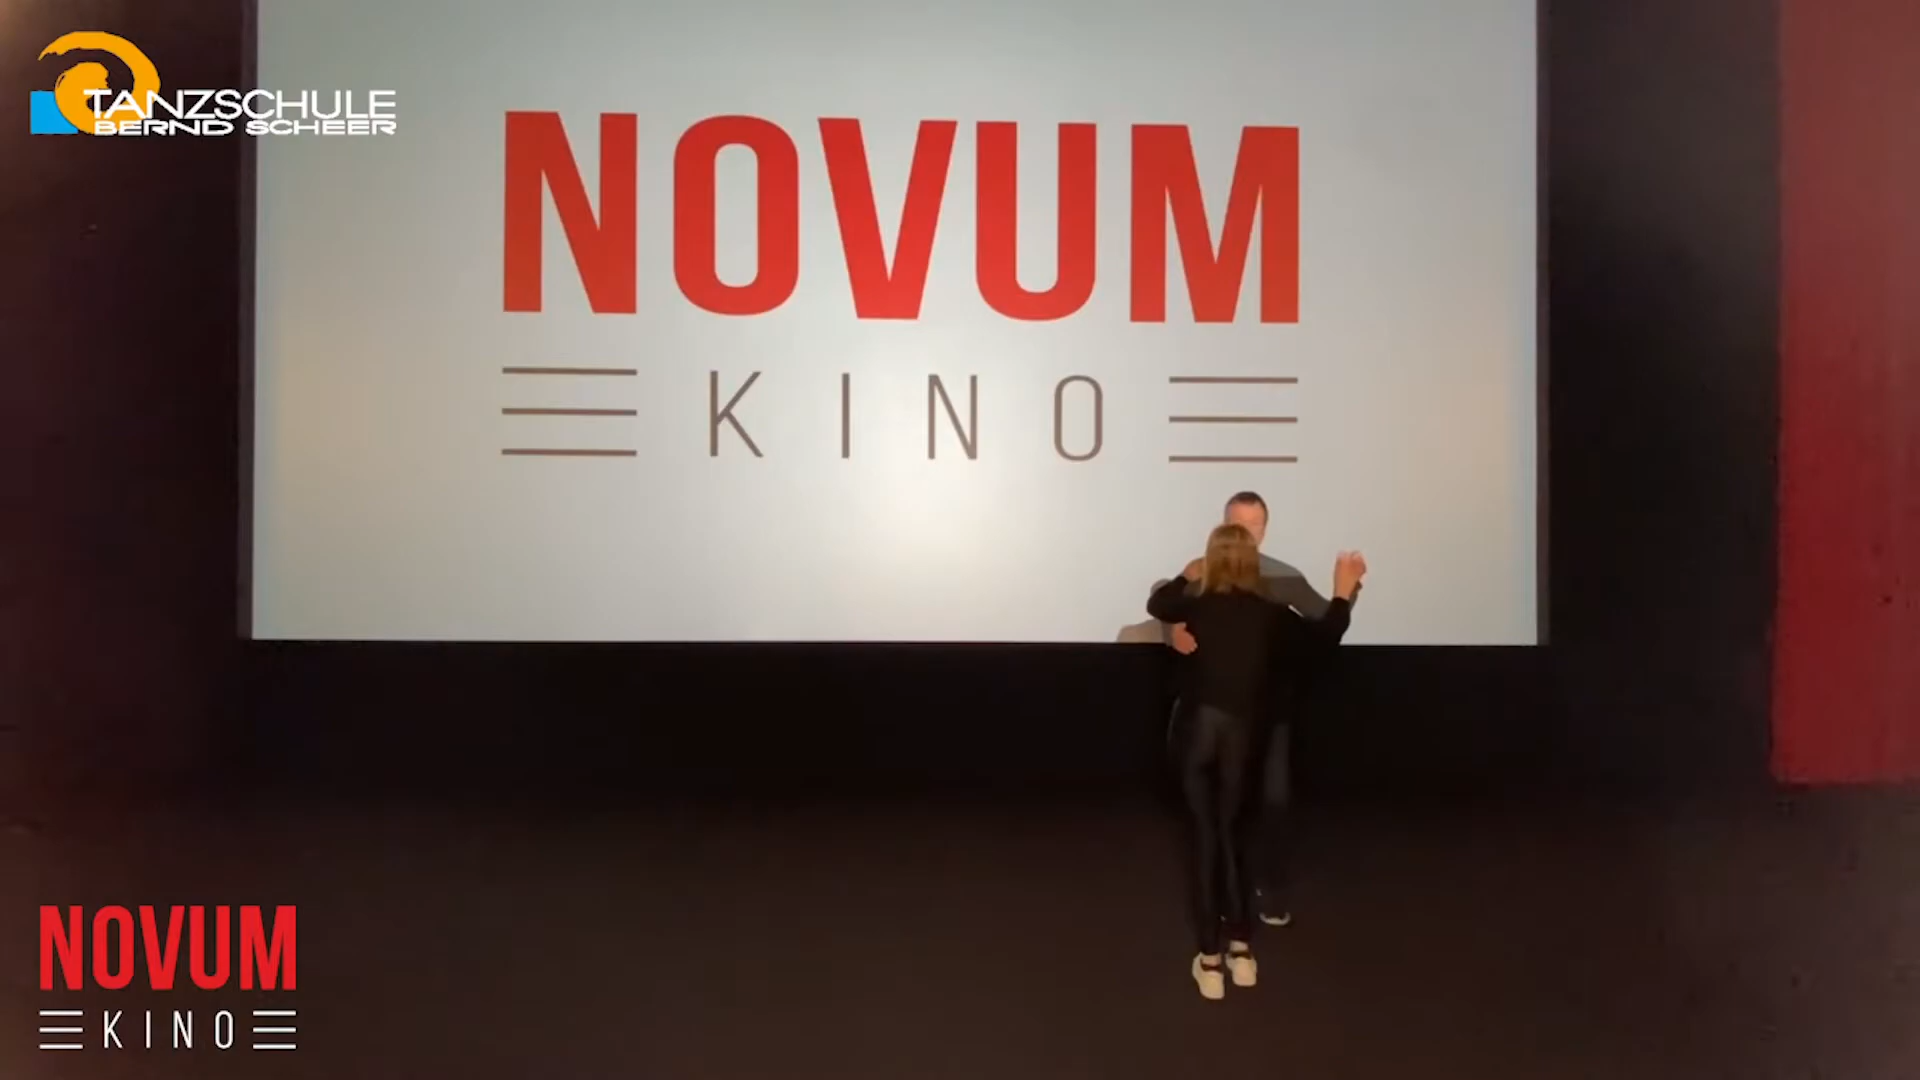 TANZSCHULE
BERND SCHEER
NOVUM
KINO
NOVUM
KINO